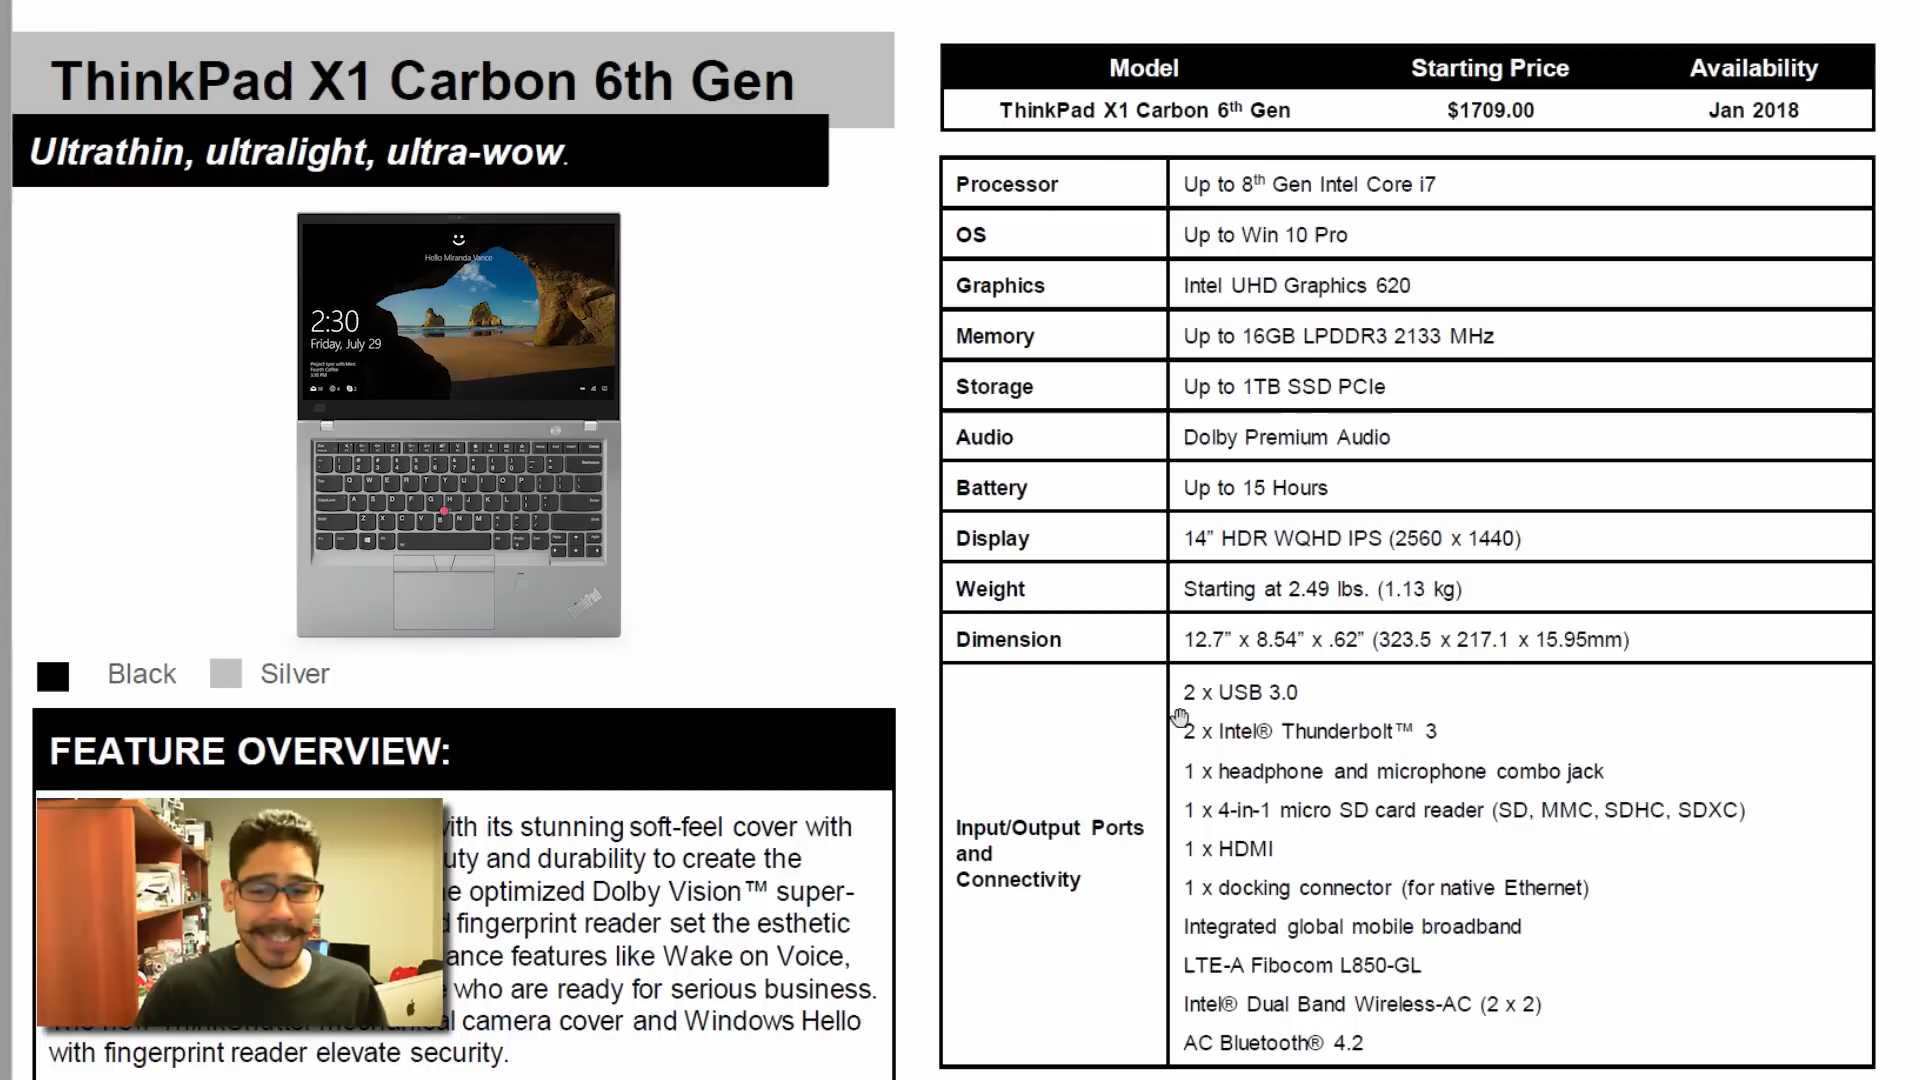 ThinkPad X1 Carbon 6th Gen
Ultrathin, ultralight, ultra-wow.
Hello Miranda Vance
2:30
Friday, July 29
ThinkPad
Black
Silver
FEATURE OVERVIEW:
with its stunning soft-feel cover with
uty and durability to create the
e optimized Dolby Vision™ super-
d fingerprint reader set the esthetic
ance features like Wake on Voice,
who are ready for serious business.
camera cover and Windows Hello
with fingerprint reader elevate security.
Model Starting Price Availability
ThinkPad X1 Carbon 6th Gen $1709.00 Jan 2018
Processor Up to 8th Gen Intel Core i7
OS Up to Win 10 Pro
Graphics Intel UHD Graphics 620
Memory Up to 16GB LPDDR3 2133 MHz
Storage Up to 1TB SSD PCIe
Audio Dolby Premium Audio
Battery Up to 15 Hours
Display 14” HDR WQHD IPS (2560 x 1440)
Weight Starting at 2.49 lbs. (1.13 kg)
Dimension 12.7” x 8.54” x .62” (323.5 x 217.1 x 15.95mm)
Input/Output Ports
and
Connectivity
2 x USB 3.0
2 x Intel® Thunderbolt™ 3
1 x headphone and microphone combo jack
1 x 4-in-1 micro SD card reader (SD, MMC, SDHC, SDXC)
1 x HDMI
1 x docking connector (for native Ethernet)
Integrated global mobile broadband
LTE-A Fibocom L850-GL
Intel® Dual Band Wireless-AC (2 x 2)
AC Bluetooth® 4.2